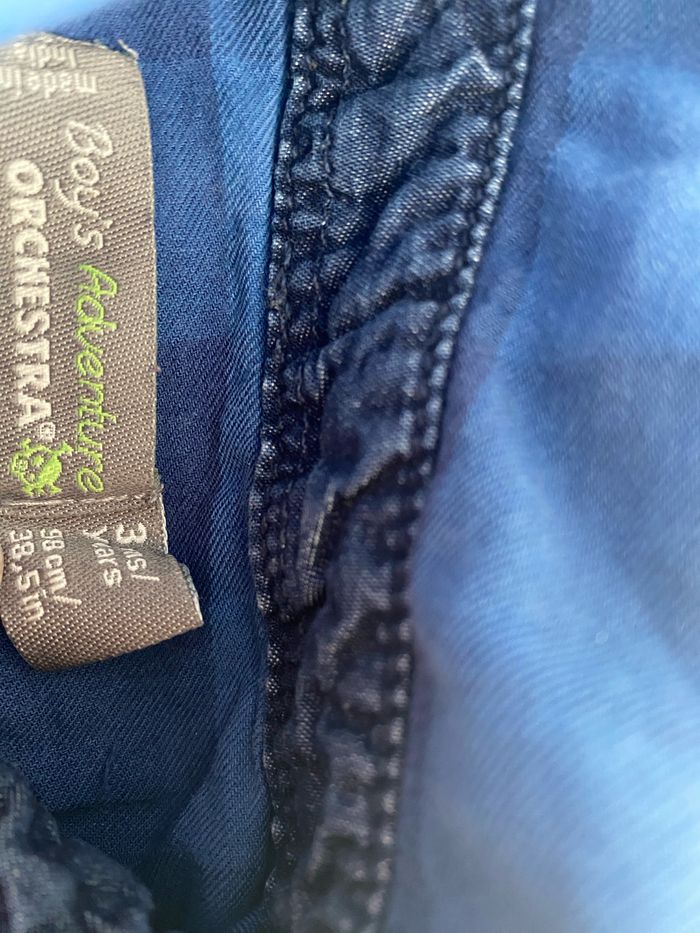 Boy's Adventure
ORCHESTRA®
Made in
India
3 ans/
years
98 cm/
38,5 in